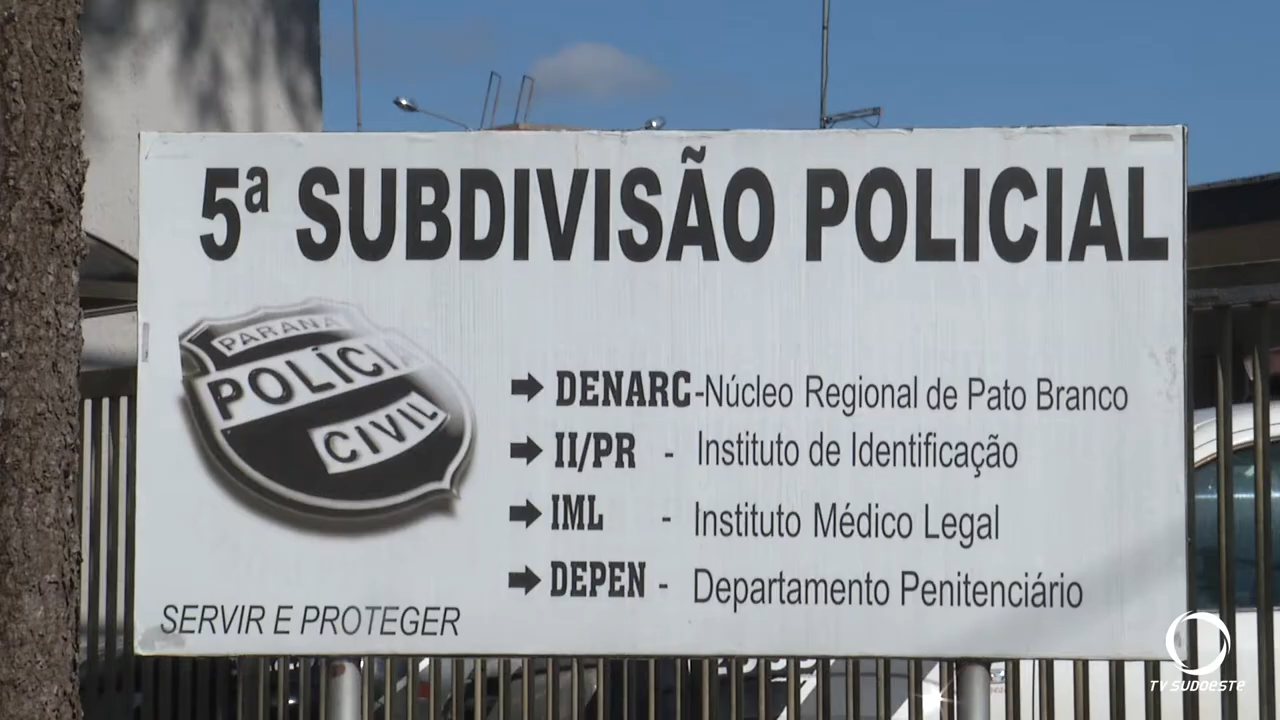 5ª SUBDIVISÃO POLICIAL
PARANÁ
POLÍCIA
CIVIL
DENARC-Núcleo Regional de Pato Branco
II/PR - Instituto de Identificação
IML - Instituto Médico Legal
DEPEN - Departamento Penitenciário
SERVIR E PROTEGER
TV SUDOESTE